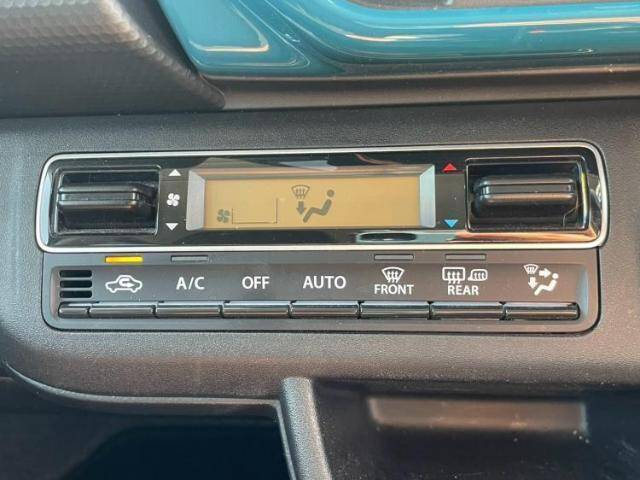 A/C OFF AUTO FRONT REAR